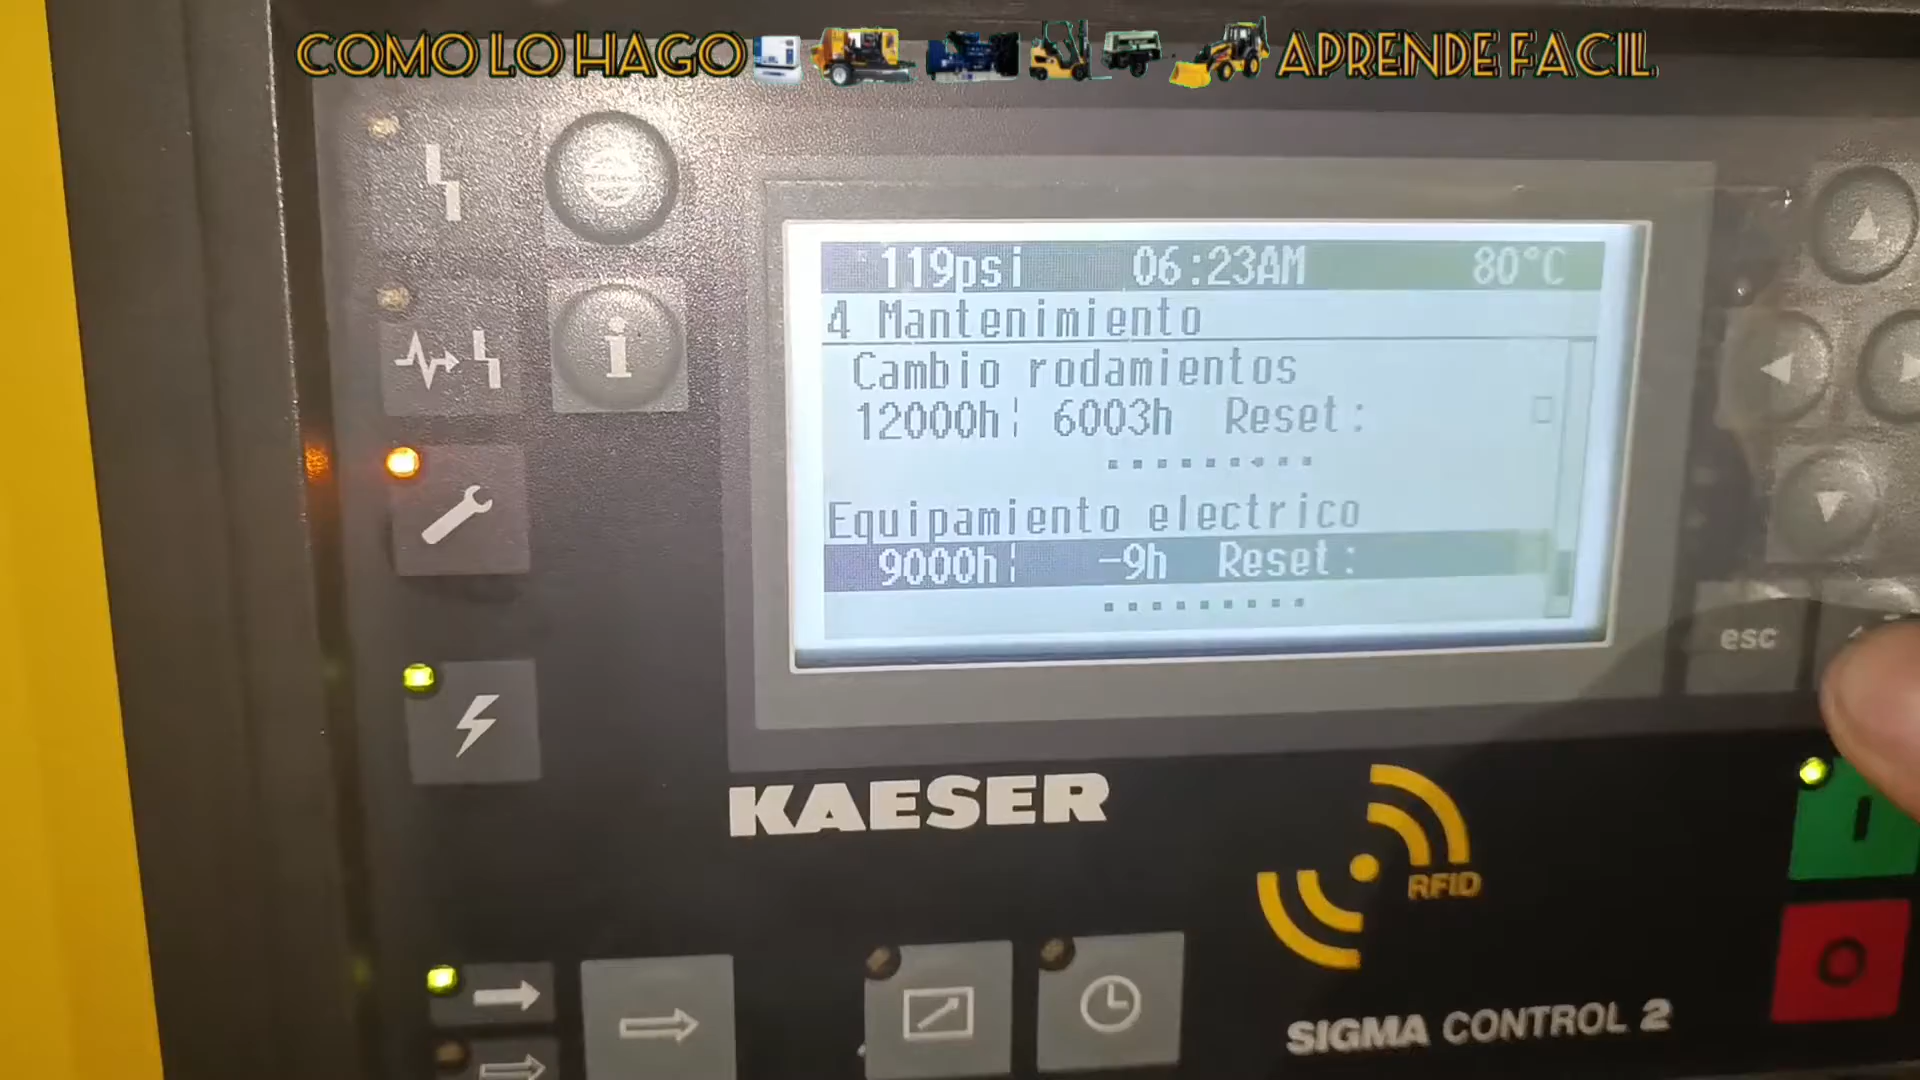 COMO LO HAGO APRENDE FACIL
119psi 06:23AM 80°C
4 Mantenimiento
Cambio rodamientos
12000h¦ 6003h Reset:
Equipamiento electrico
9000h¦ -9h Reset:
esc
KAESER
RFID
SIGMA CONTROL 2